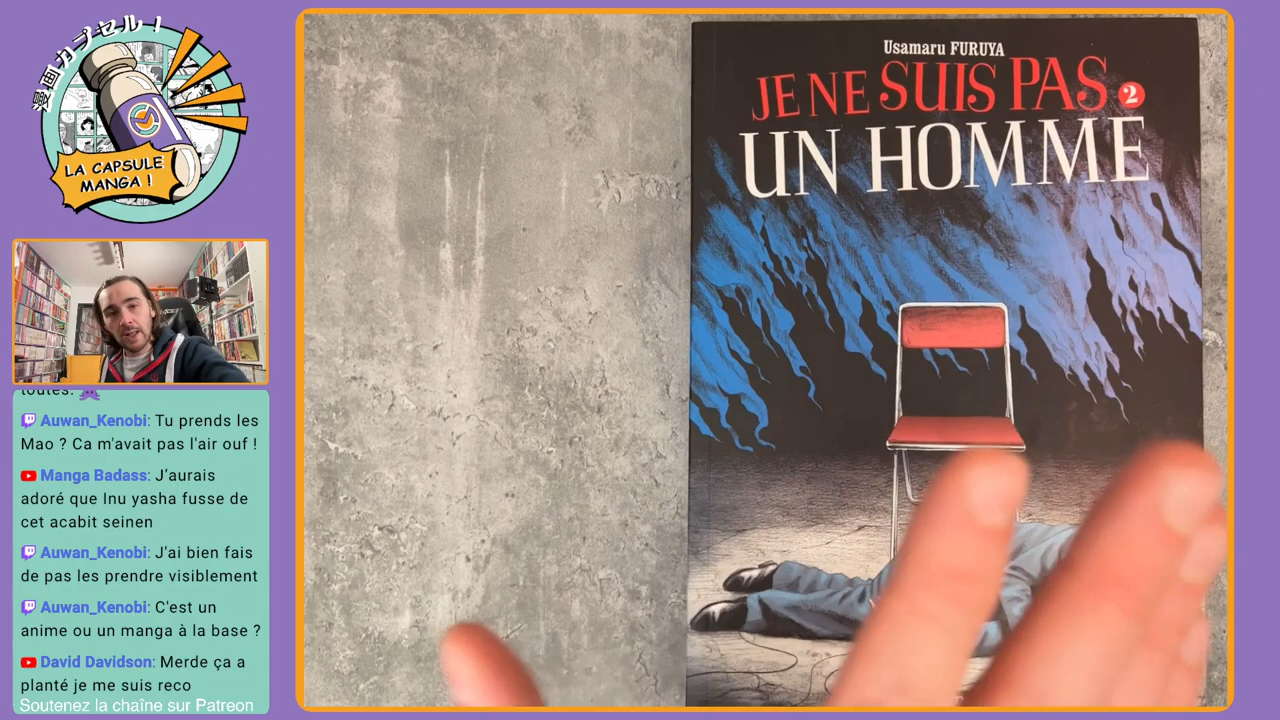 漫画カプセル！
LA CAPSULE
MANGA !
toutes.
Auwan_Kenobi: Tu prends les
Mao ? Ca m'avait pas l'air ouf !
Manga Badass: J’aurais
adoré que Inu yasha fusse de
cet acabit seinen
Auwan_Kenobi: J'ai bien fais
de pas les prendre visiblement
Auwan_Kenobi: C'est un
anime ou un manga à la base ?
David Davidson: Merde ça a
planté je me suis reco
Soutenez la chaîne sur Patreon
Usamaru FURUYA
JE NE SUIS PAS 2
UN HOMME